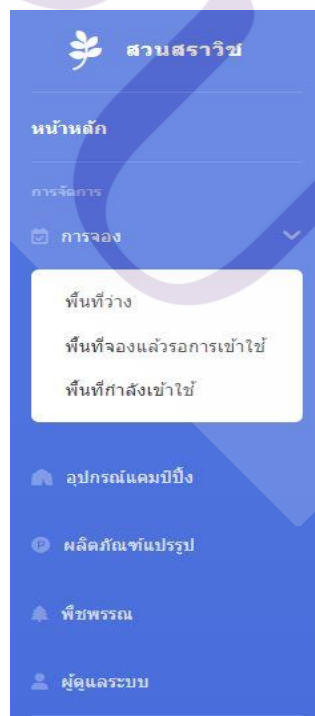 สวนสราวิช
หน้าหลัก
การจัดการ
การจอง
พื้นที่ว่าง
พื้นที่จองแล้วรอการเข้าใช้
พื้นที่กำลังเข้าใช้
อุปกรณ์แคมป์ปิ้ง
P ผลิตภัณฑ์แปรรูป
พืชพรรณ
ผู้ดูแลระบบ